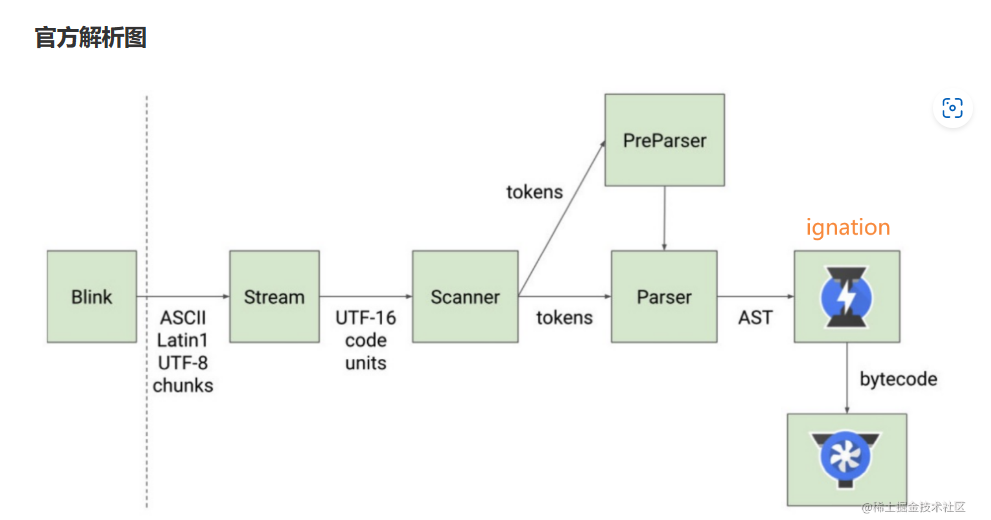 官方解析图
PreParser
tokens
ignation
Blink
Stream
Scanner
Parser
ASCII
Latin1
UTF-8
chunks
UTF-16
code
units
tokens
AST
bytecode
@稀土掘金技术社区